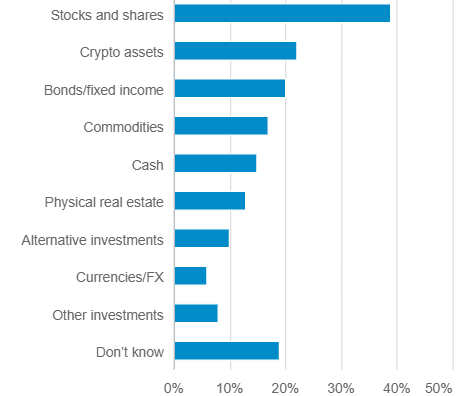 Stocks and shares
Crypto assets
Bonds/fixed income
Commodities
Cash
Physical real estate
Alternative investments
Currencies/FX
Other investments
Don't know
0% 10% 20% 30% 40% 50%